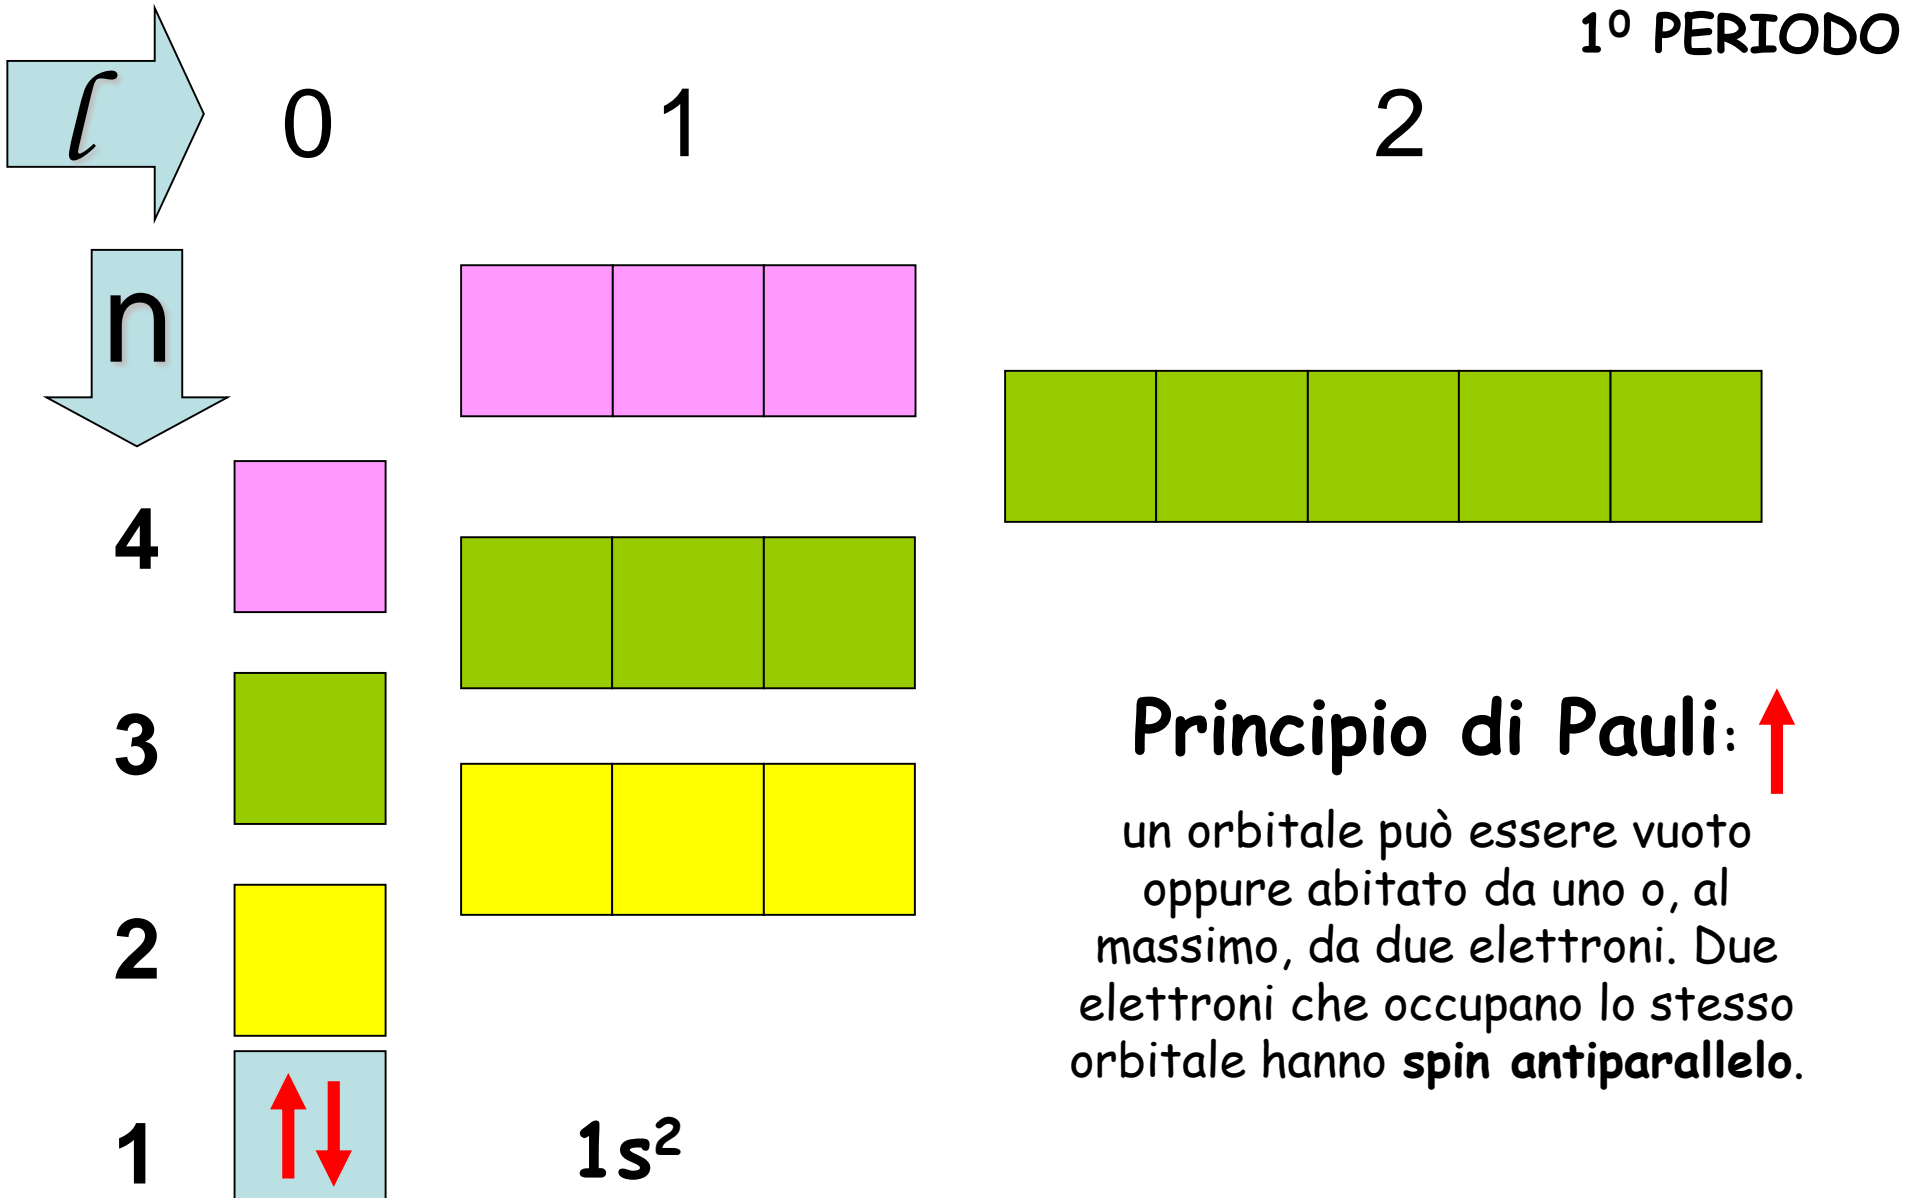 1⁰ PERIODO
l 0 1 2
n
4
3
Principio di Pauli:
un orbitale può essere vuoto
oppure abitato da uno o, al
massimo, da due elettroni. Due
elettroni che occupano lo stesso
orbitale hanno spin antiparallelo.
2
1 1s²